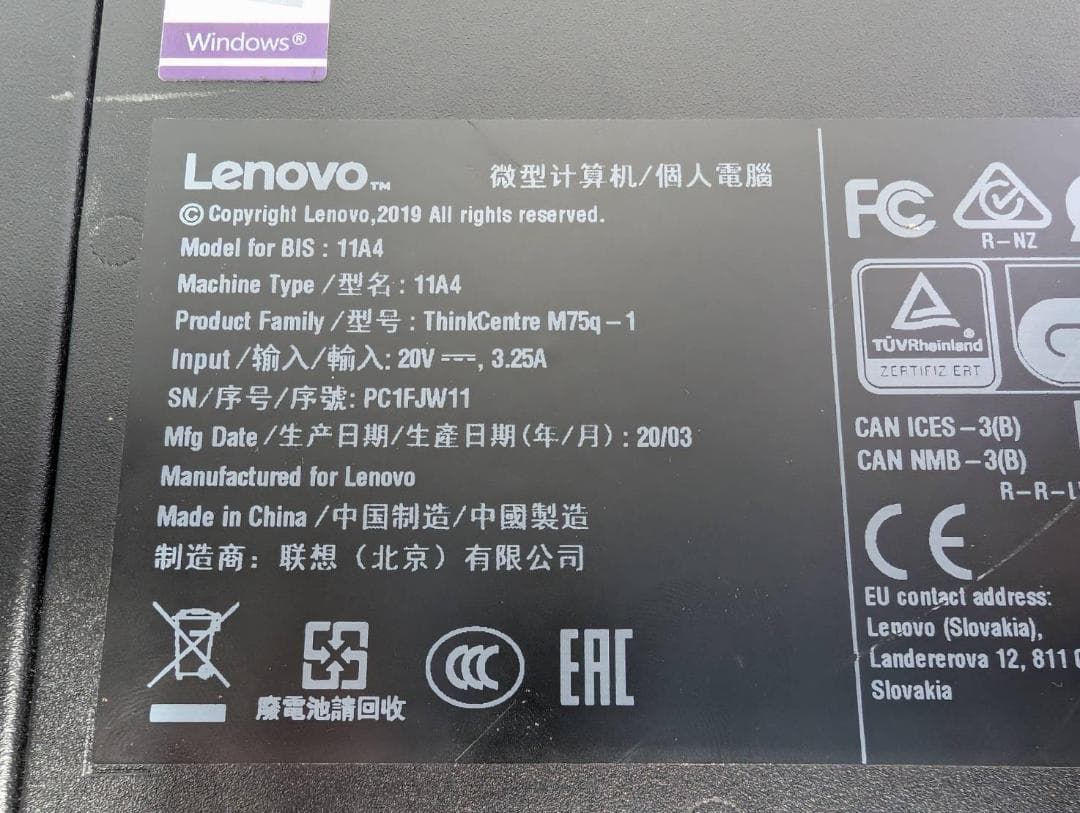 Windows®
Lenovo™ 微型计算机/個人電腦
© Copyright Lenovo,2019 All rights reserved.
Model for BIS : 11A4
Machine Type /型名 : 11A4
Product Family /型号 : ThinkCentre M75q-1
Input /输入/輸入: 20V ⎓, 3.25A
SN/序号/序號: PC1FJW11
Mfg Date /生产日期/生產日期(年/月) : 20/03
Manufactured for Lenovo
Made in China /中国制造/中國製造
制造商: 联想（北京）有限公司
廢電池請回收
CCC
EAC
FC
R-NZ
TÜVRheinland®
ZERTIFIZIERT
CAN ICES-3(B)
CAN NMB-3(B)
CE
EU contact address:
Lenovo (Slovakia),
Landererova 12, 811
Slovakia